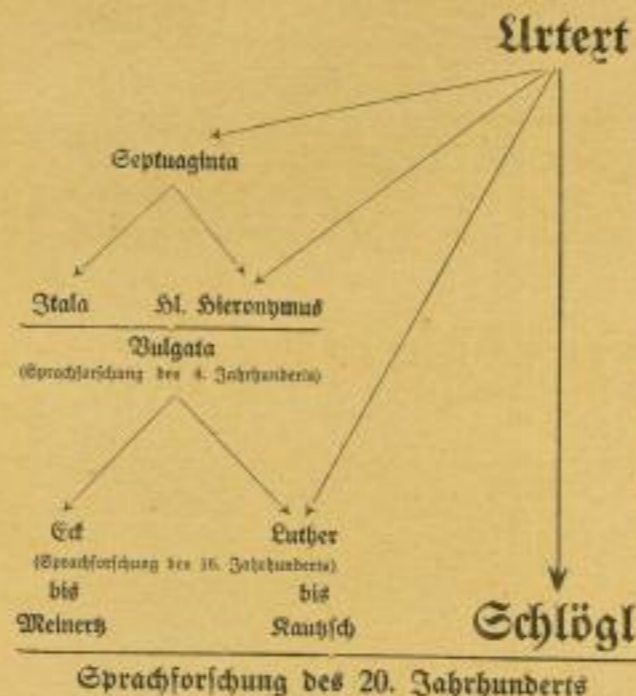 Urtext
Septuaginta
Itala Hl. Hieronymus
Vulgata
(Sprachforschung des 4. Jahrhunderts)
Eck Luther
(Sprachforschung des 16. Jahrhunderts)
bis bis
Meinertz Kautzsch Schlögl
Sprachforschung des 20. Jahrhunderts